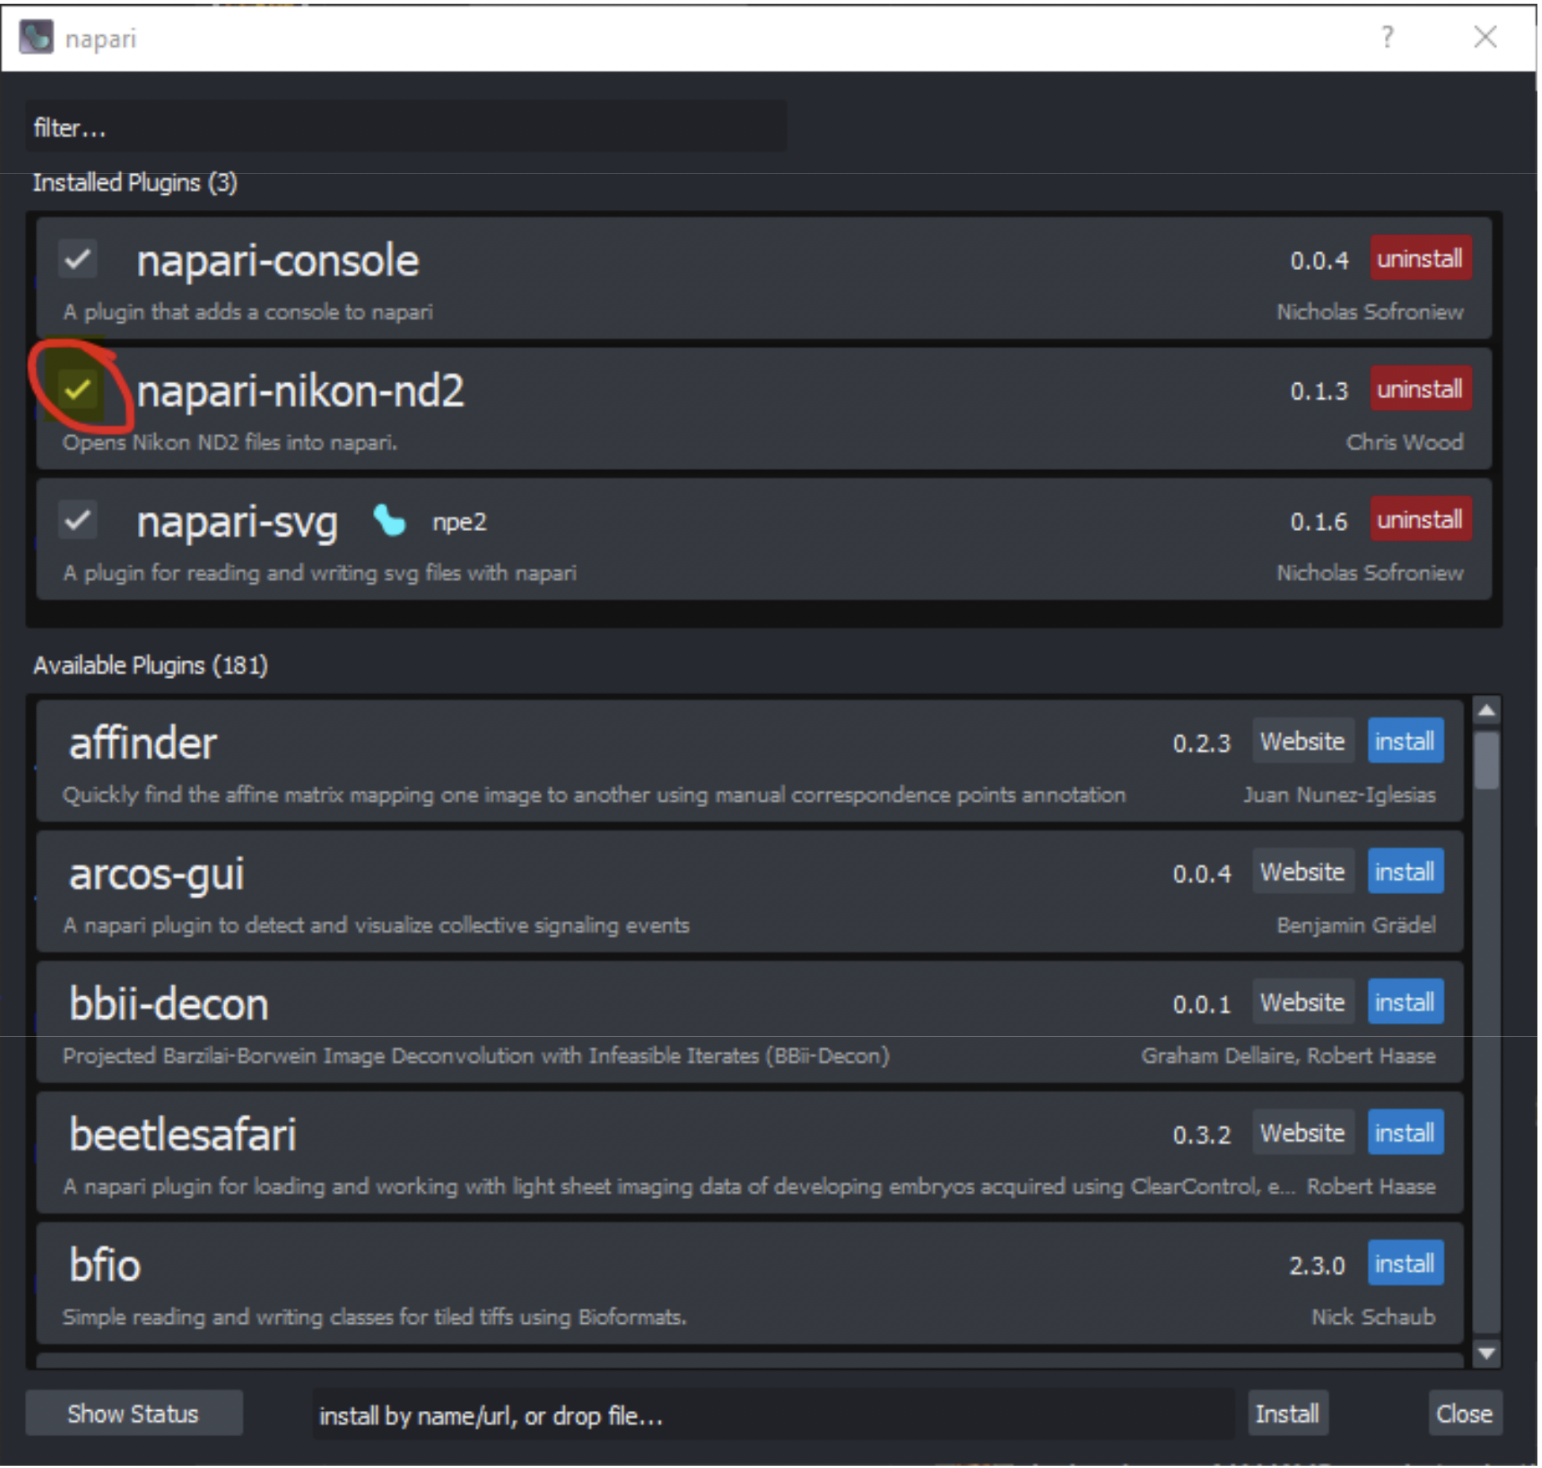 napari
?
filter...
Installed Plugins (3)
napari-console 0.0.4 uninstall
A plugin that adds a console to napari Nicholas Sofroniew
napari-nikon-nd2 0.1.3 uninstall
Opens Nikon ND2 files into napari. Chris Wood
napari-svg npe2 0.1.6 uninstall
A plugin for reading and writing svg files with napari Nicholas Sofroniew
Available Plugins (181)
affinder 0.2.3 Website install
Quickly find the affine matrix mapping one image to another using manual correspondence points annotation Juan Nunez-Iglesias
arcos-gui 0.0.4 Website install
A napari plugin to detect and visualize collective signaling events Benjamin Grädel
bbii-decon 0.0.1 Website install
Projected Barzilai-Borwein Image Deconvolution with Infeasible Iterates (BBii-Decon) Graham Dellaire, Robert Haase
beetlesafari 0.3.2 Website install
A napari plugin for loading and working with light sheet imaging data of developing embryos acquired using ClearControl, e... Robert Haase
bfio 2.3.0 install
Simple reading and writing classes for tiled tiffs using Bioformats. Nick Schaub
Show Status install by name/url, or drop file... Install Close